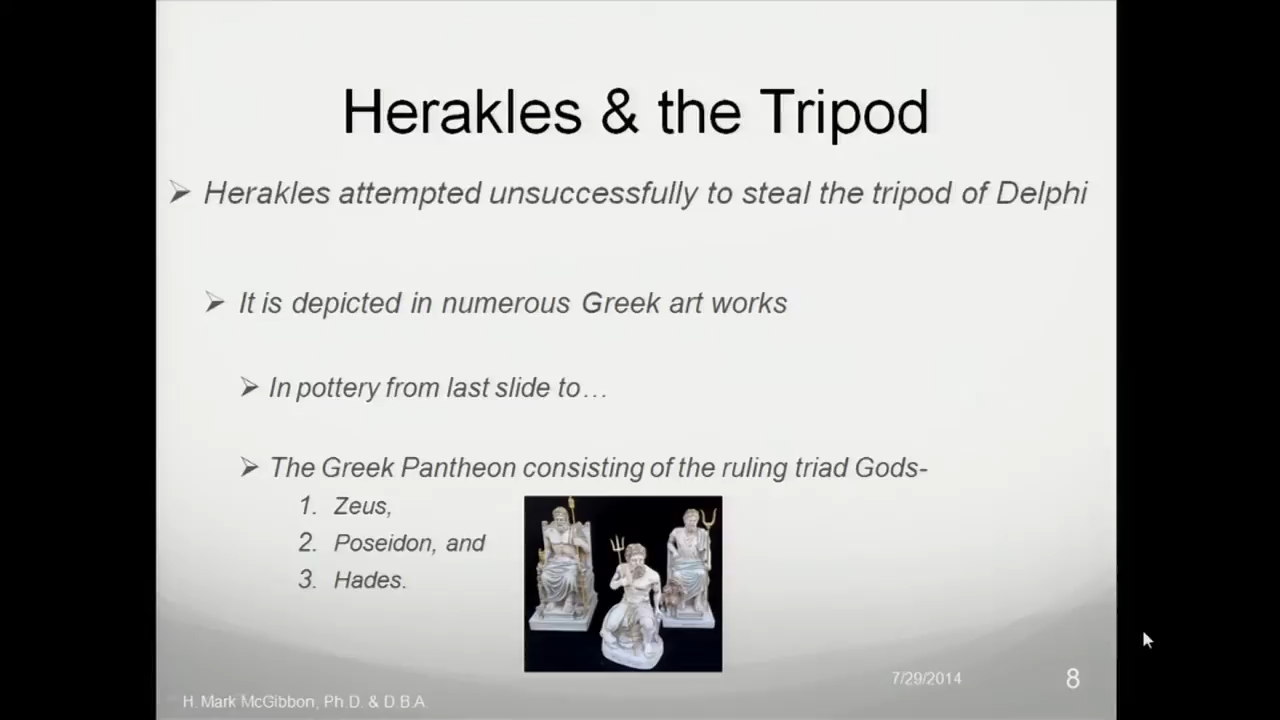 Herakles & the Tripod
Herakles attempted unsuccessfully to steal the tripod of Delphi
It is depicted in numerous Greek art works
In pottery from last slide to…
The Greek Pantheon consisting of the ruling triad Gods-
1. Zeus,
2. Poseidon, and
3. Hades.
7/29/2014
8
H. Mark McGibbon, Ph.D. & D.B.A.